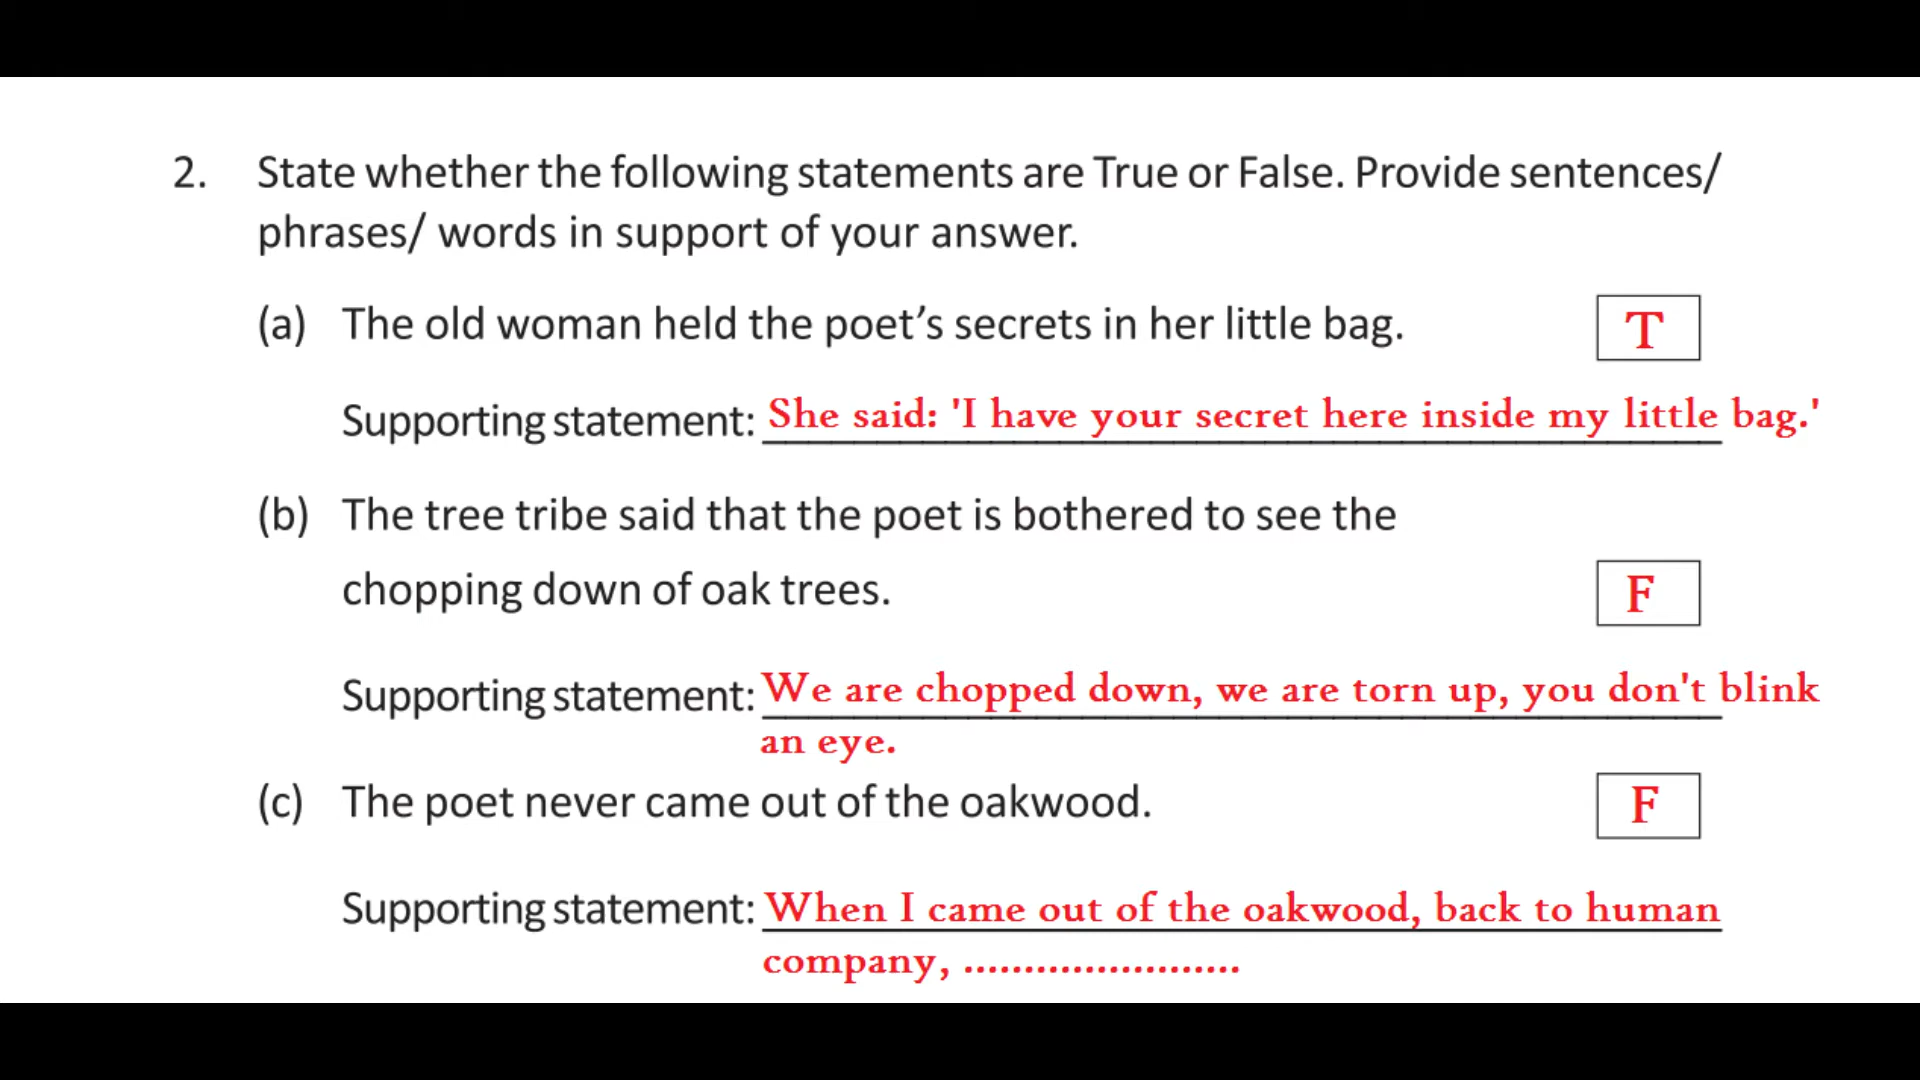 2. State whether the following statements are True or False. Provide sentences/
phrases/ words in support of your answer.
(a) The old woman held the poet’s secrets in her little bag. T
Supporting statement: She said: 'I have your secret here inside my little bag.'
(b) The tree tribe said that the poet is bothered to see the
chopping down of oak trees. F
Supporting statement: We are chopped down, we are torn up, you don't blink
an eye.
(c) The poet never came out of the oakwood. F
Supporting statement: When I came out of the oakwood, back to human
company, .......................